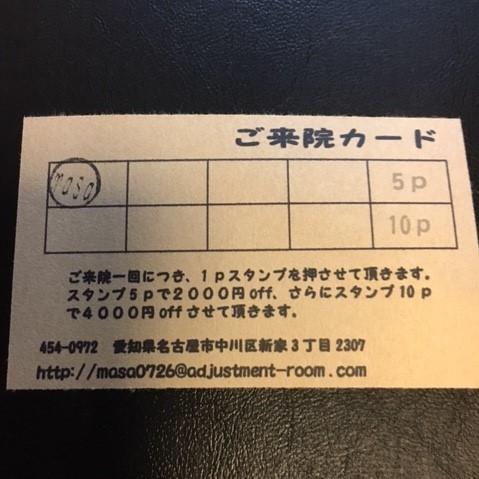 ご来院カード
masa
5p
10p
ご来院一回につき、1pスタンプを押させて頂きます。
スタンプ5pで2000円off、さらにスタンプ10p
で4000円offさせて頂きます。
454-0972 愛知県名古屋市中川区新家3丁目2307
http://masa0726@adjustment-room.com